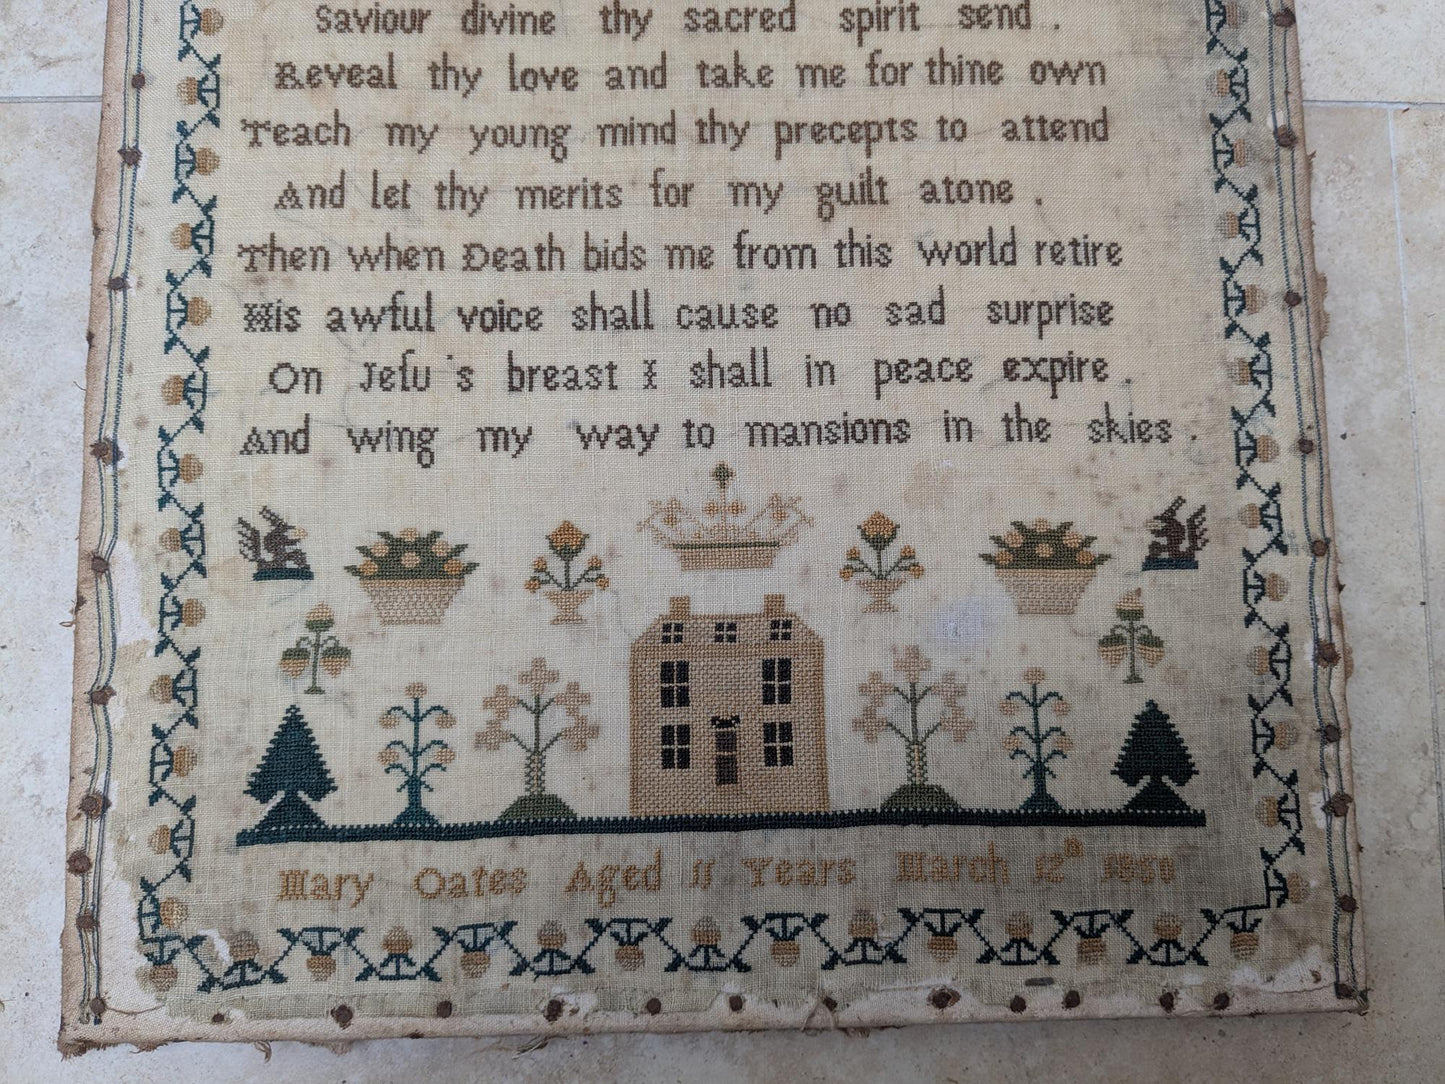 Saviour divine thy sacred spirit send .
Reveal thy love and take me for thine own
Teach my young mind thy precepts to attend
And let thy merits for my guilt atone .
Then when Death bids me from this world retire
His awful voice shall cause no sad surprise
On Jeſu's breast I shall in peace expire .
And wing my way to mansions in the skies .
Mary Oates Aged 11 Years March 12